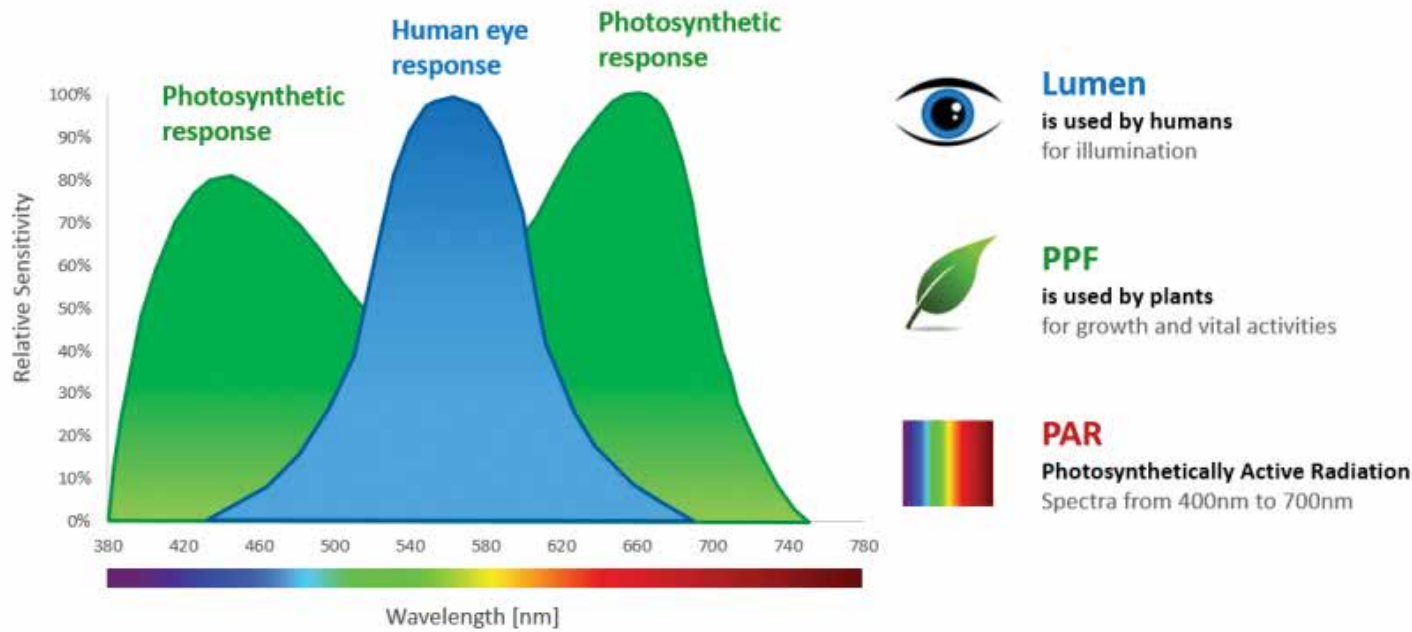 Human eye
response
Photosynthetic
response
Photosynthetic
response
100%
90%
80%
70%
60%
50%
40%
30%
20%
10%
0%
Relative Sensitivity
380 420 460 500 540 580 620 660 700 740 780
Wavelength [nm]
Lumen
is used by humans
for illumination
PPF
is used by plants
for growth and vital activities
PAR
Photosynthetically Active Radiation
Spectra from 400nm to 700nm